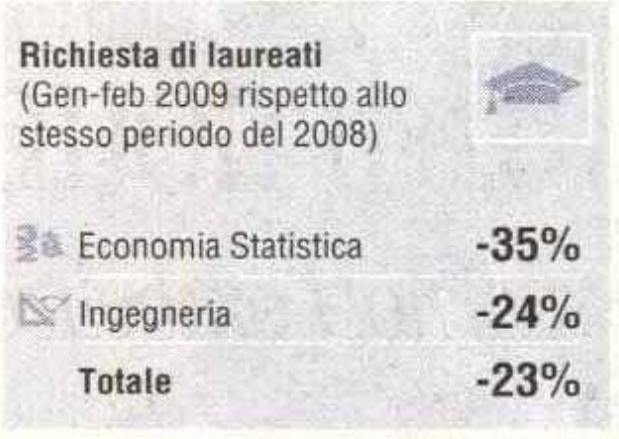 Richiesta di laureati
(Gen-feb 2009 rispetto allo
stesso periodo del 2008)
Economia Statistica -35%
Ingegneria -24%
Totale -23%